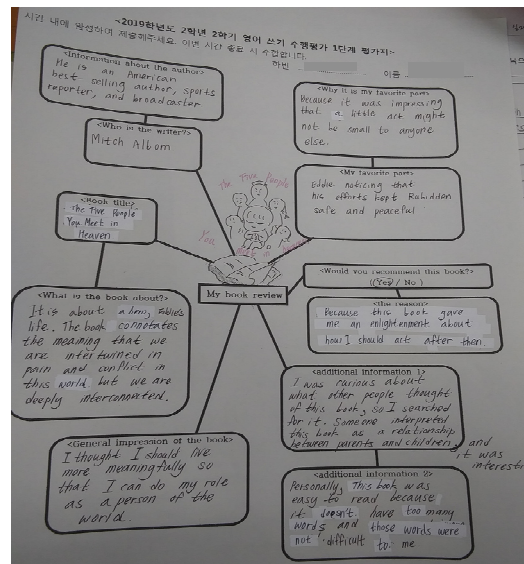 <2019학년도 2학년 2학기 영어 쓰기 수행평가 1단계 평가지>
시간 내에 작성하여 제출해주세요. 이번 시간 종료 시 수합합니다.
하번
이름
<Information about the author>
He is an American
best selling author, sports
reporter, and broadcaster
<Who is the writer?>
Mitch Albom
<Book title>
The Five People
You Meet in
Heaven
<What is the book about?>
It is about a man, Eddie's
life. The book connotates
the meaning that we
are intertwined in
pain and conflict in
this world but we are
deeply interconnected.
<General impression of the book>
I thought I should live
more meaningfully so
that I can do my role
as a person of the
world.
The Five People
You
My book review
<Why it is my favorite part>
Because it was impressing
that a little act might
not be small to anyone
else.
<My favorite part>
Eddie noticing that
his efforts kept Rabidden
safe and peaceful
<Would you recommend this book?>
(Yes / No)
<the reason>
Because this book gave
me an enlightenment about
how I should act after then.
<additional information 1>
I was curious about
what other people thought
of this book, so I searched
for it. Someone interpreted
this book as a relationship
between parents and children, and
it was
interesti
<additional information 2>
Personally, This book was
easy to read because
it doesn't have too many
words and those words were
not difficult to me